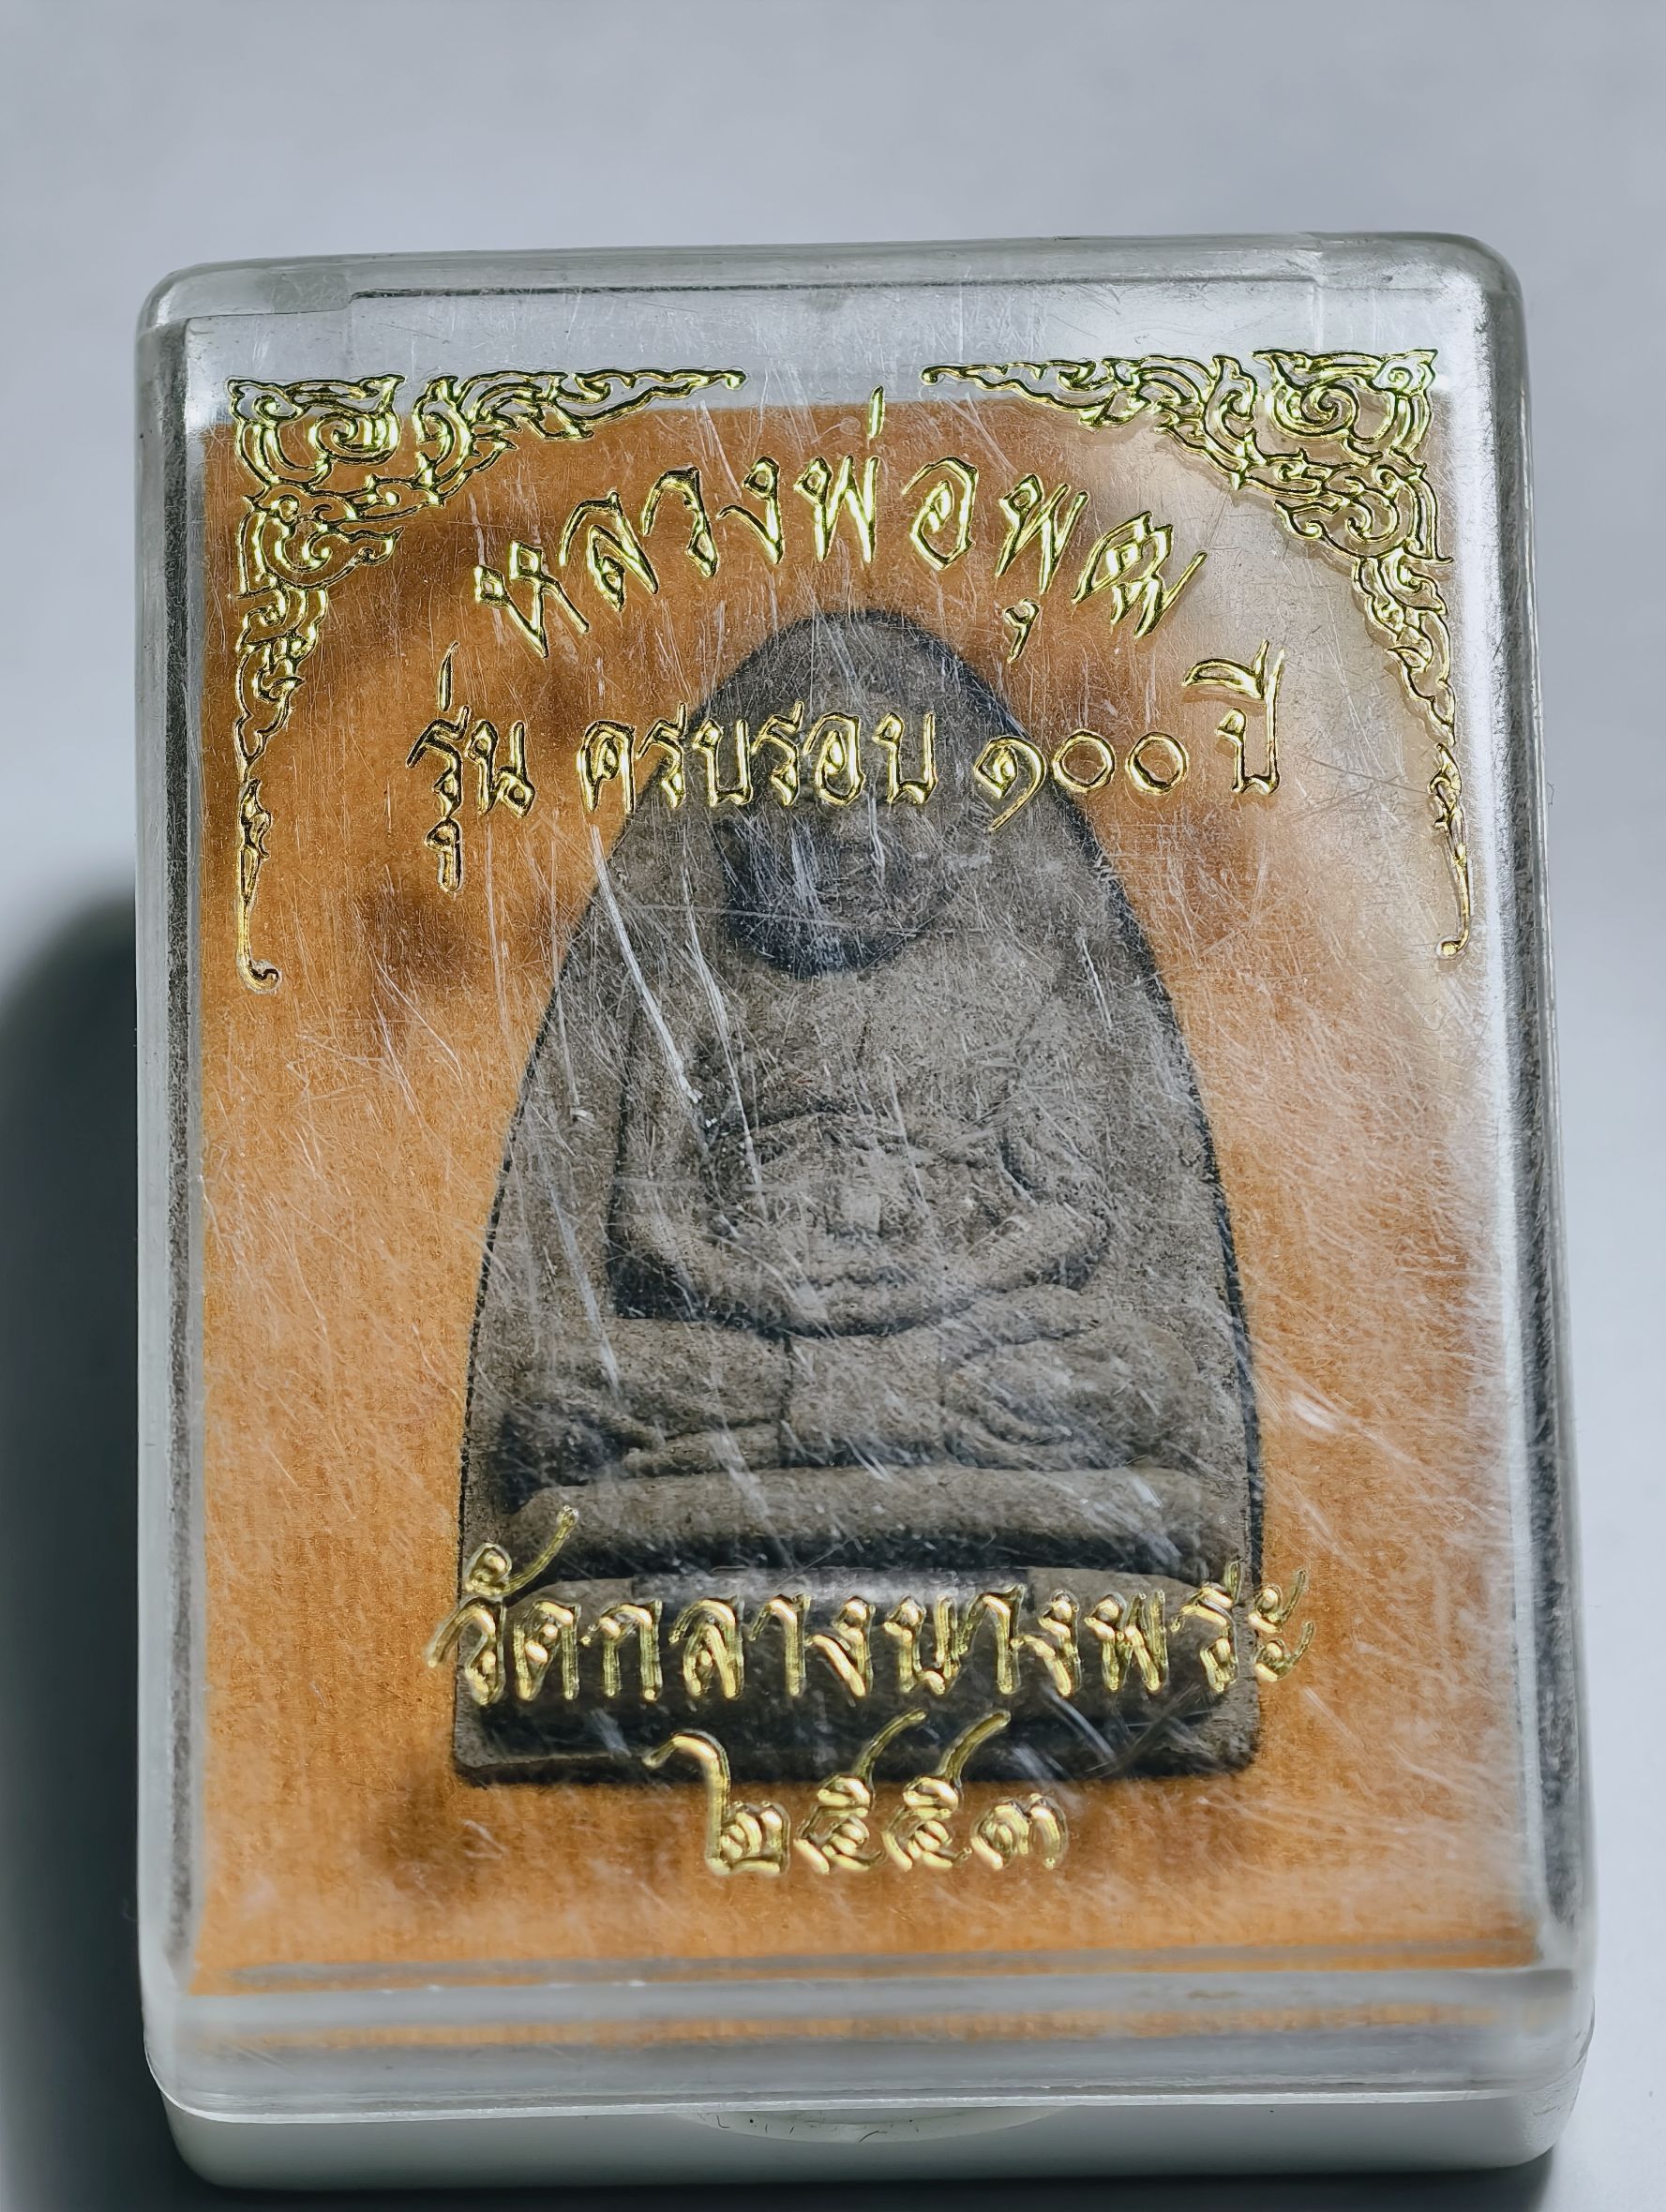 หลวงพ่อพุฒ
รุ่น ครบรอบ ๑๐๐ ปี
วัดกลางบางพระ
๒๕๕๓